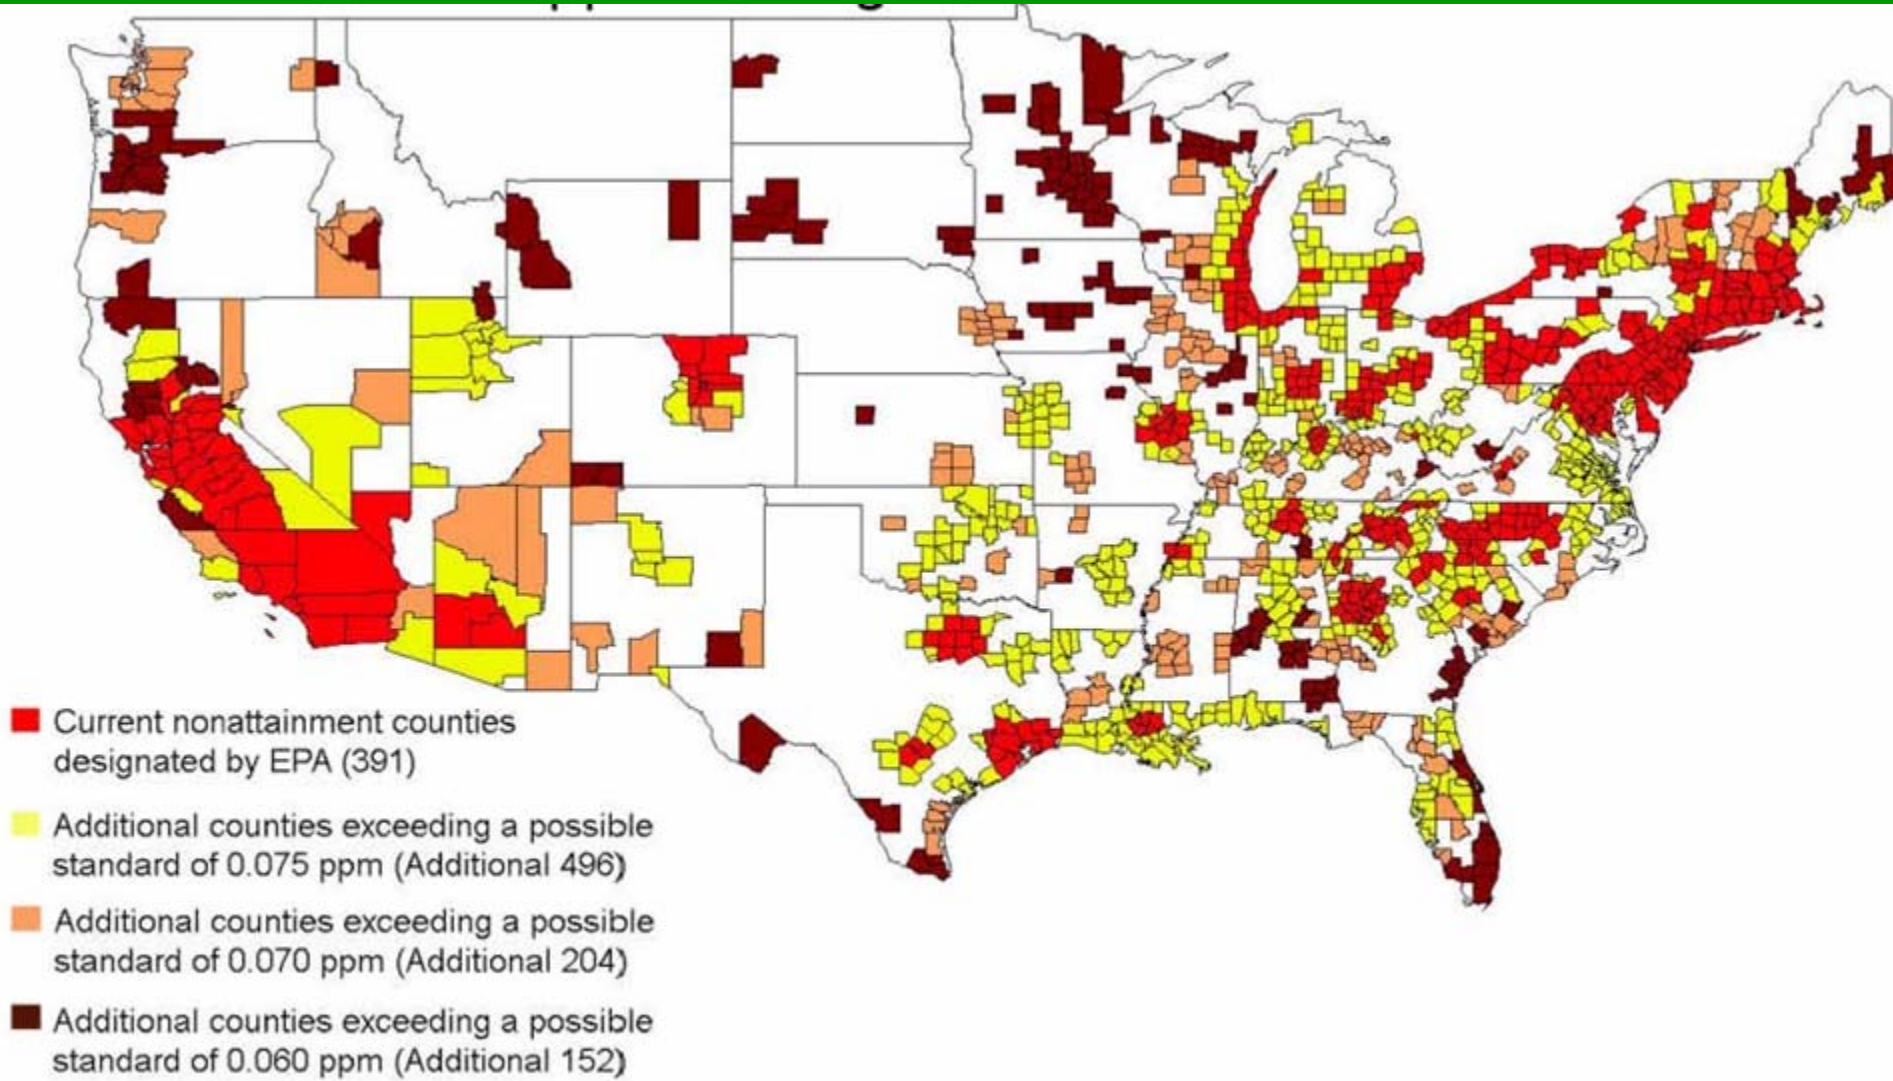 Current nonattainment counties
designated by EPA (391)
Additional counties exceeding a possible
standard of 0.075 ppm (Additional 496)
Additional counties exceeding a possible
standard of 0.070 ppm (Additional 204)
Additional counties exceeding a possible
standard of 0.060 ppm (Additional 152)